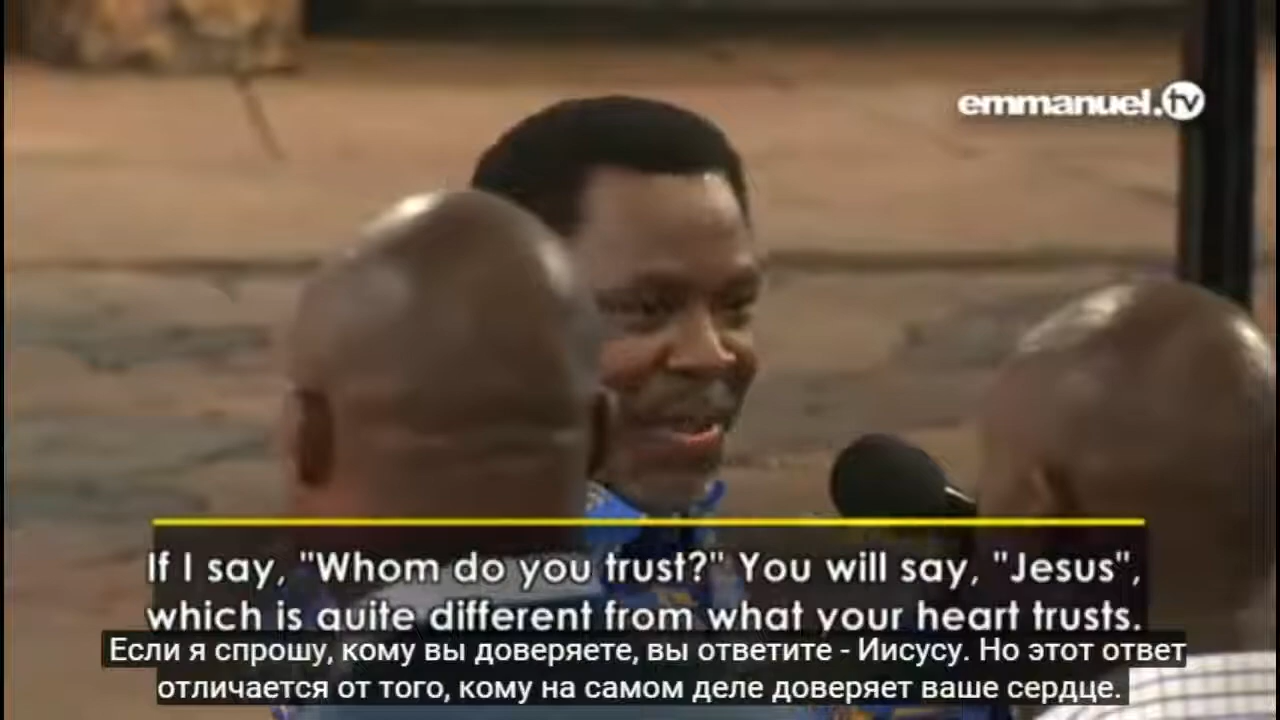 emmanuel.tv
If I say, "Whom do you trust?" You will say, "Jesus",
which is quite different from what your heart trusts.
Если я спрошу, кому вы доверяете, вы ответите - Иисусу. Но этот ответ
отличается от того, кому на самом деле доверяет ваше сердце.